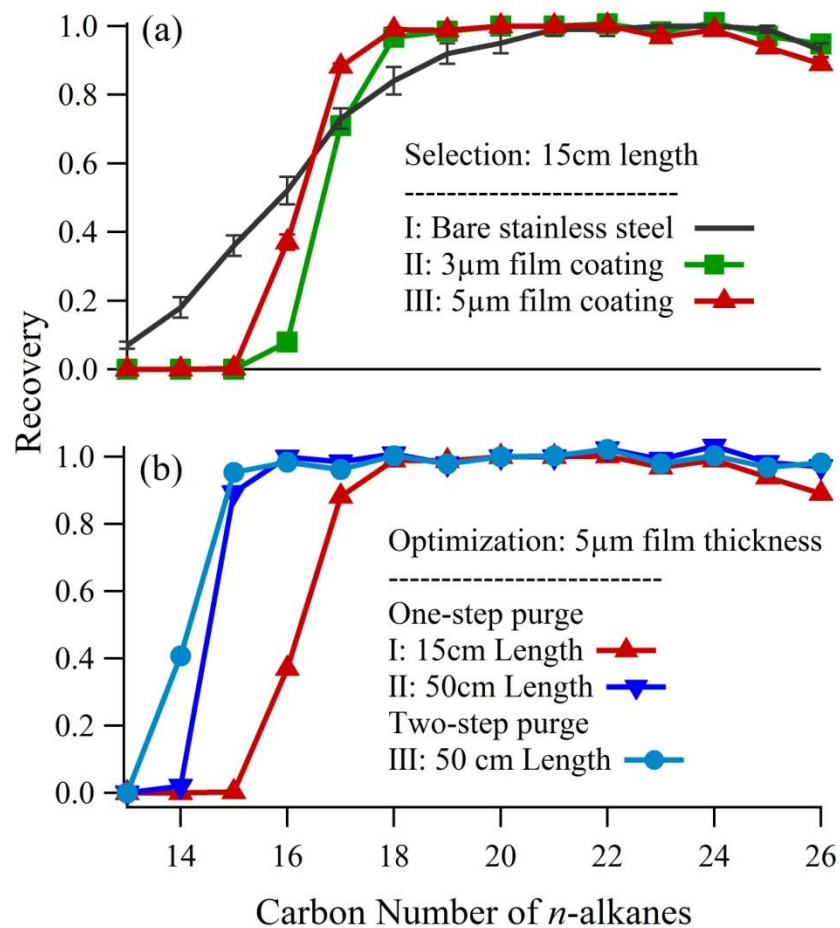 (a)
1.0
0.8
0.6
0.4
0.2
0.0
Selection: 15cm length
----------------------------
I: Bare stainless steel
II: 3µm film coating
III: 5µm film coating
Recovery
(b)
1.0
0.8
0.6
0.4
0.2
0.0
Optimization: 5µm film thickness
----------------------------
One-step purge
I: 15cm Length
II: 50cm Length
Two-step purge
III: 50 cm Length
14 16 18 20 22 24 26
Carbon Number of n-alkanes